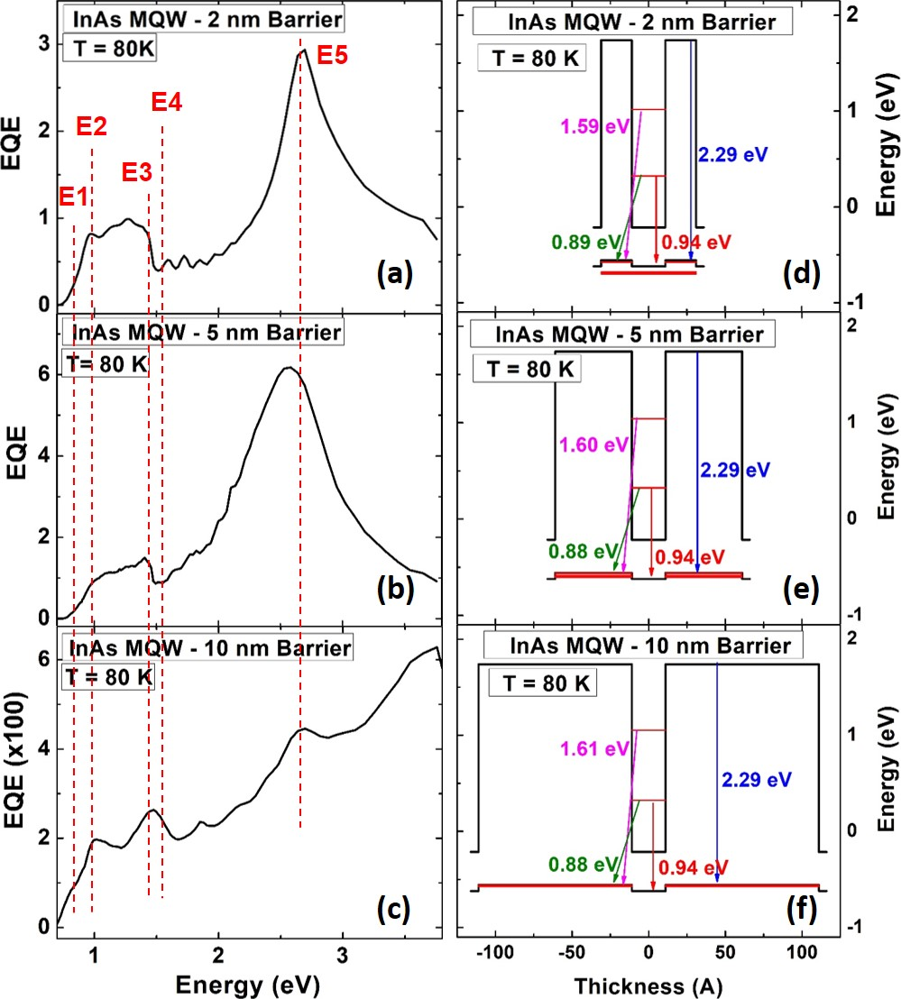 InAs MQW - 2 nm Barrier
T = 80K
E1
E2
E3
E4
E5
(a)
EQE
3
2
1
0
InAs MQW - 5 nm Barrier
T= 80 K
(b)
EQE
6
4
2
0
InAs MQW - 10 nm Barrier
T = 80 K
(c)
EQE (x100)
6
4
2
0
1 2 3
Energy (eV)
InAs MQW - 2 nm Barrier
T = 80 K
1.59 eV
2.29 eV
0.89 eV
0.94 eV
(d)
2
1
0
-1
Energy (eV)
InAs MQW - 5 nm Barrier
T = 80 K
1.60 eV
2.29 eV
0.88 eV
0.94 eV
(e)
2
1
0
-1
Energy (eV)
InAs MQW - 10 nm Barrier
T = 80 K
1.61 eV
2.29 eV
0.88 eV
0.94 eV
(f)
2
1
0
-1
Energy (eV)
-100 -50 0 50 100
Thickness (A)